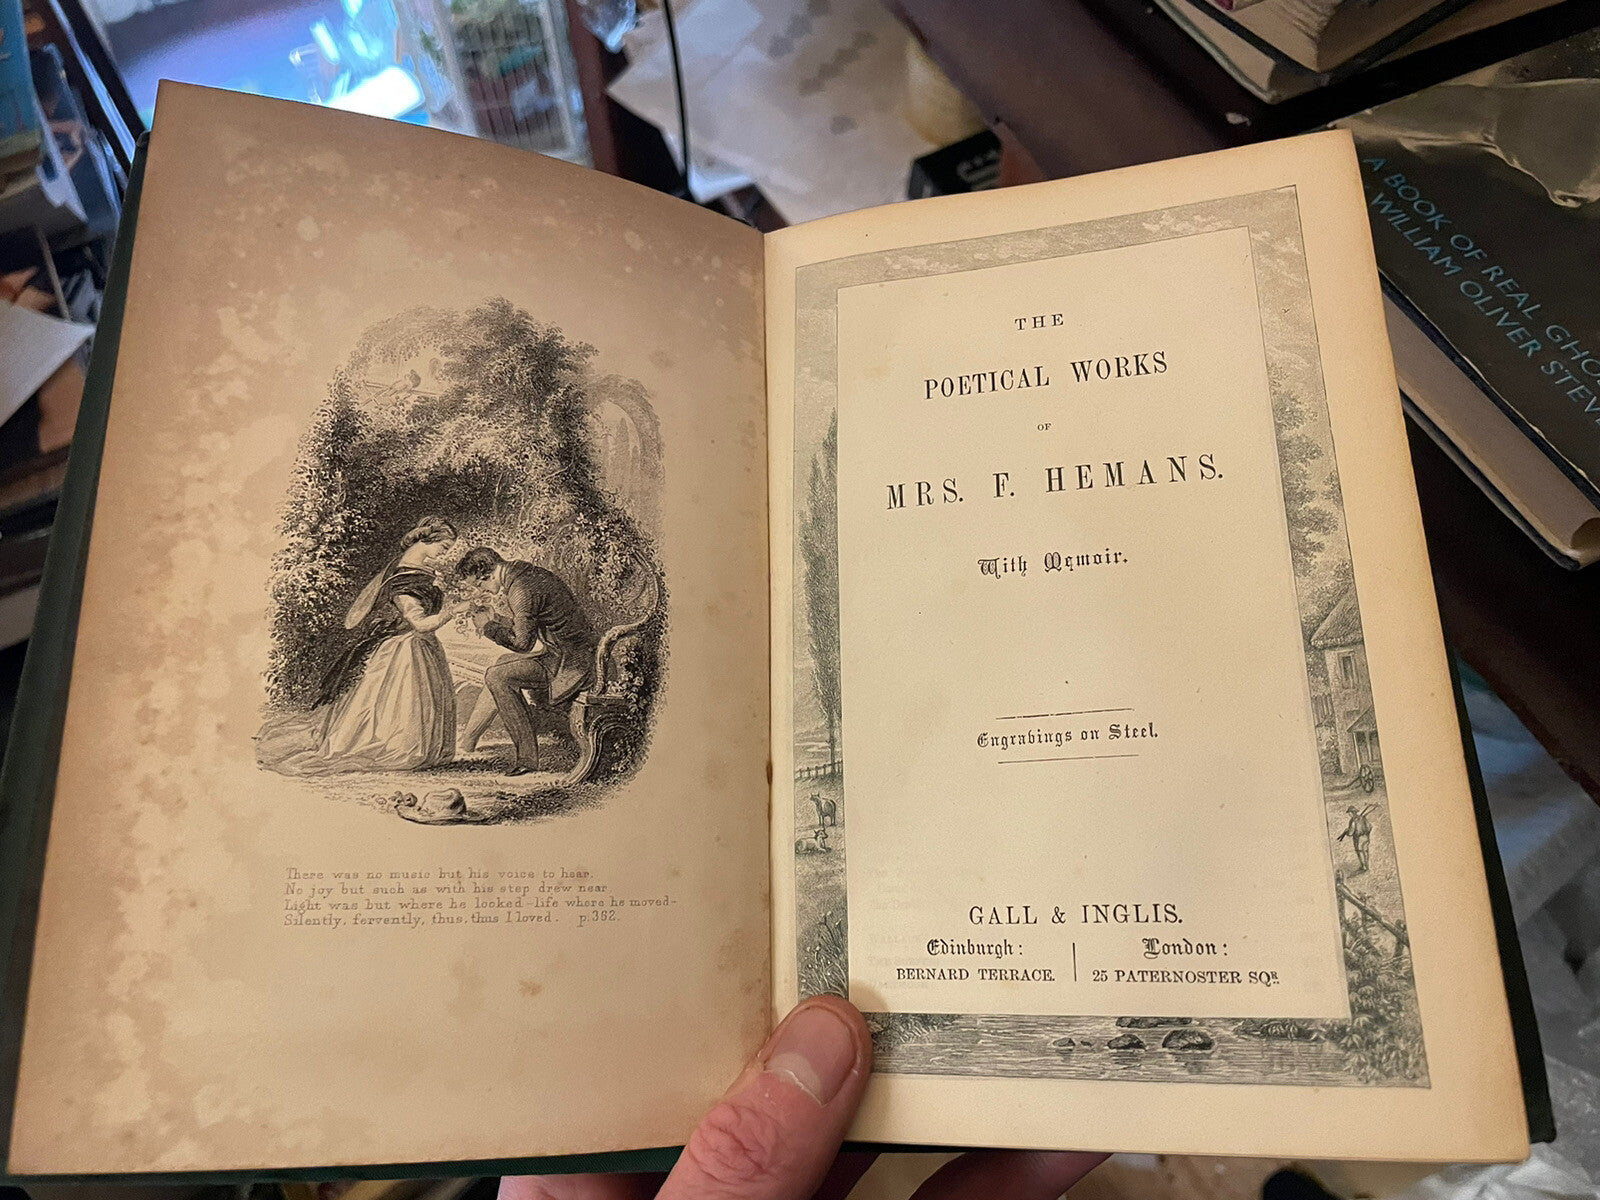 There was no music but his voice to hear,
No joy but such as with his step drew near,
Light was but where he looked-life where he moved-
Silently, fervently, thus, thus I loved. p.362.
THE
POETICAL WORKS
OF
MRS. F. HEMANS.
With Memoir.
Engravings on Steel.
GALL & INGLIS.
Edinburgh:
BERNARD TERRACE.
London:
25 PATERNOSTER SQR.
A BOOK OF REAL
WILLIAM OLIVER